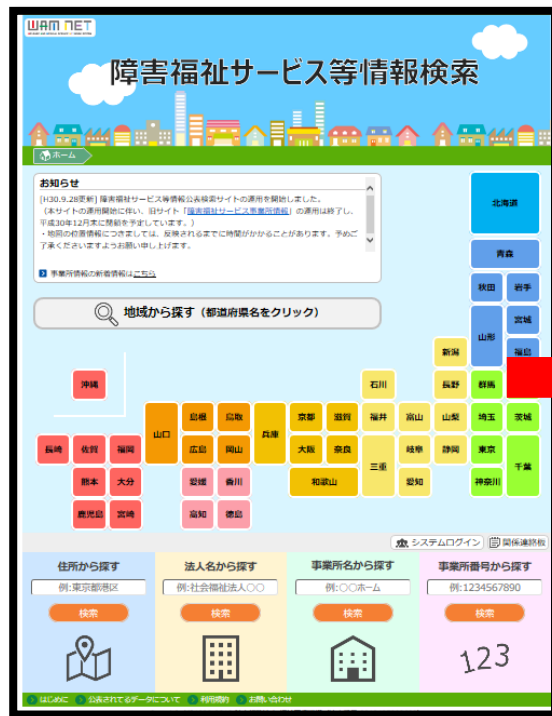 WAM NET
障害福祉サービス等情報検索
ホーム
お知らせ
[H30.9.28更新] 障害福祉サービス等情報公表検索サイトの運用を開始しました。
(本サイトの運用開始に伴い、旧サイト「障害福祉サービス事業所情報」の運用は終了し、
平成30年12月末に閉鎖を予定しています。)
・地図の位置情報につきましては、反映されるまでに時間がかかることがあります。予めご
了承くださいますようお願い申し上げます。
事業所情報の新着情報はこちら
地域から探す (都道府県名をクリック)
北海道
青森
秋田 岩手
山形 宮城
福島
新潟
沖縄 石川 長野 群馬
山口 島根 鳥取 兵庫 京都 滋賀 福井 富山 山梨 埼玉 茨城
長崎 佐賀 福岡 広島 岡山 大阪 奈良 三重 岐阜 静岡 東京 千葉
熊本 大分 愛媛 香川 和歌山 愛知 神奈川
鹿児島 宮崎 高知 徳島
システムログイン 関係連絡板
住所から探す 法人名から探す 事業所名から探す 事業所番号から探す
例:東京都港区 例:社会福祉法人〇〇 例:〇〇ホーム 例:1234567890
検索 検索 検索 検索
123
はじめに 公表されてるデータについて 利用規約 お問い合わせ